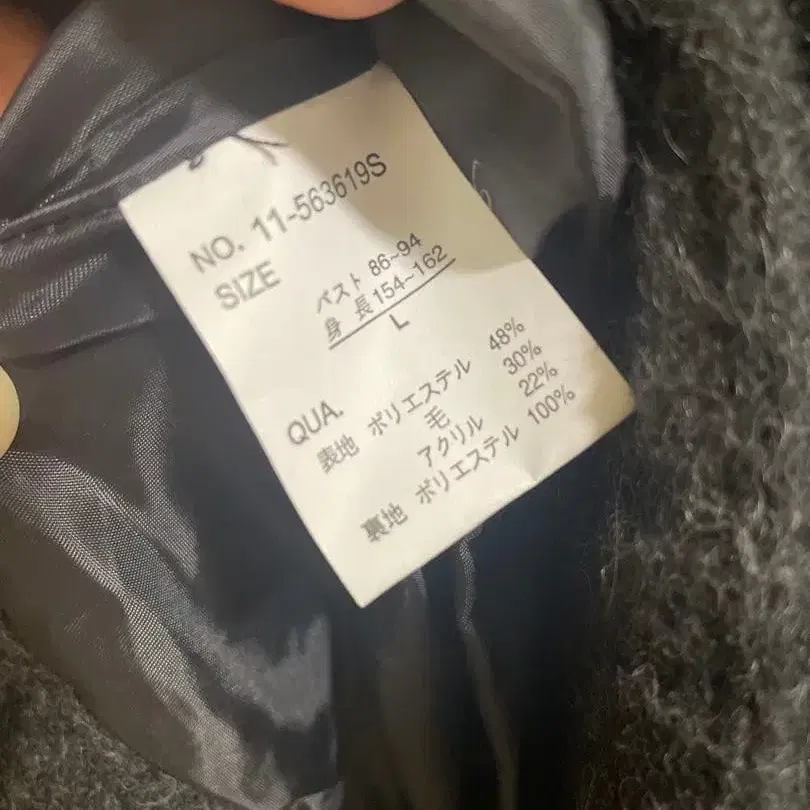 NO. 11-563619S
SIZE
バスト 86~94
身 長 154~162
L
QUA.
表地 ポリエステル 48%
毛 30%
アクリル 22%
裏地 ポリエステル 100%